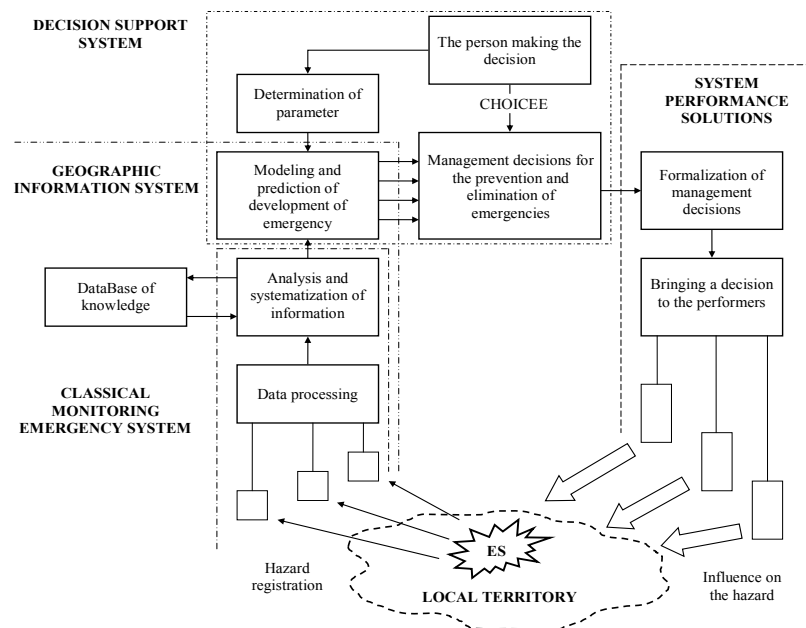 DECISION SUPPORT
SYSTEM
The person making the
decision
SYSTEM
PERFORMANCE
SOLUTIONS
Determination of
parameter
CHOICEE
GEOGRAPHIC
INFORMATION SYSTEM
Modeling and
prediction of
development of
emergency
Management decisions for
the prevention and
elimination of
emergencies
Formalization of
management
decisions
DataBase of
knowledge
Analysis and
systematization of
information
Bringing a decision
to the performers
CLASSICAL
MONITORING
EMERGENCY SYSTEM
Data processing
ES
Hazard
registration
LOCAL TERRITORY
Influence on
the hazard